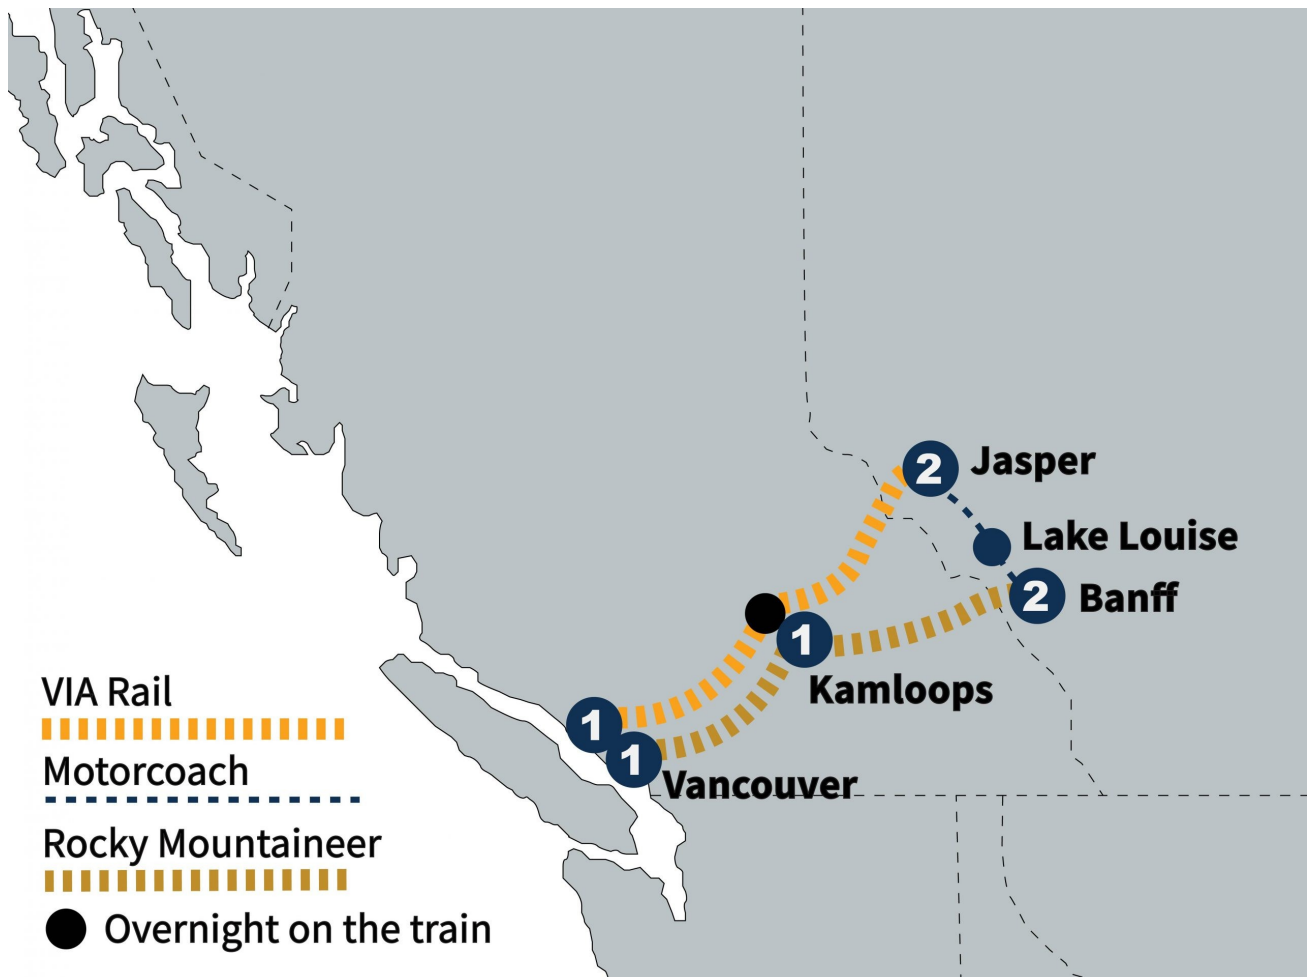 2 Jasper
Lake Louise
2 Banff
1
Kamloops
1
1
Vancouver
VIA Rail
Motorcoach
Rocky Mountaineer
Overnight on the train